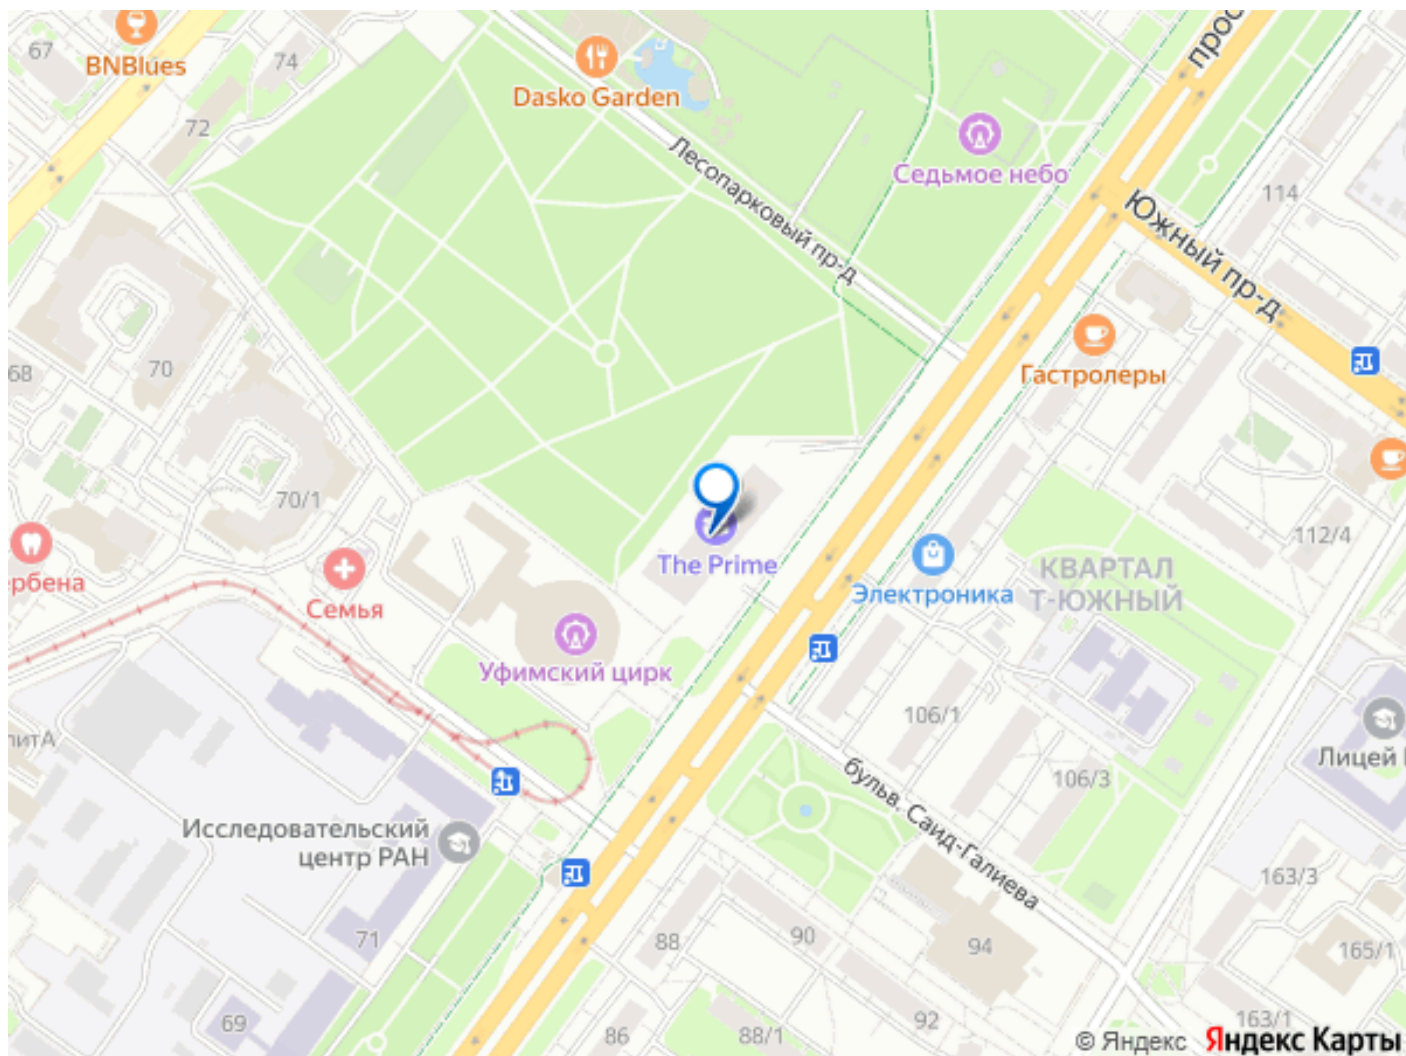 67
BNBlues
74
72
Dasko Garden
Лесопарковый пр-д
Седьмое небо
прос
Южный пр-д
114
Гастролеры
70
68
70/1
The Prime
Электроника
КВАРТАЛ
Т-ЮЖНЫЙ
112/4
рбена
Семья
Уфимский цирк
106/1
106/3
бульв. Саид-Галиева
Лицей
питА
Исследовательский
центр РАН
71
69
88
90
94
163/3
165/1
86
88/1
92
163/1
© Яндекс Яндекс Карты